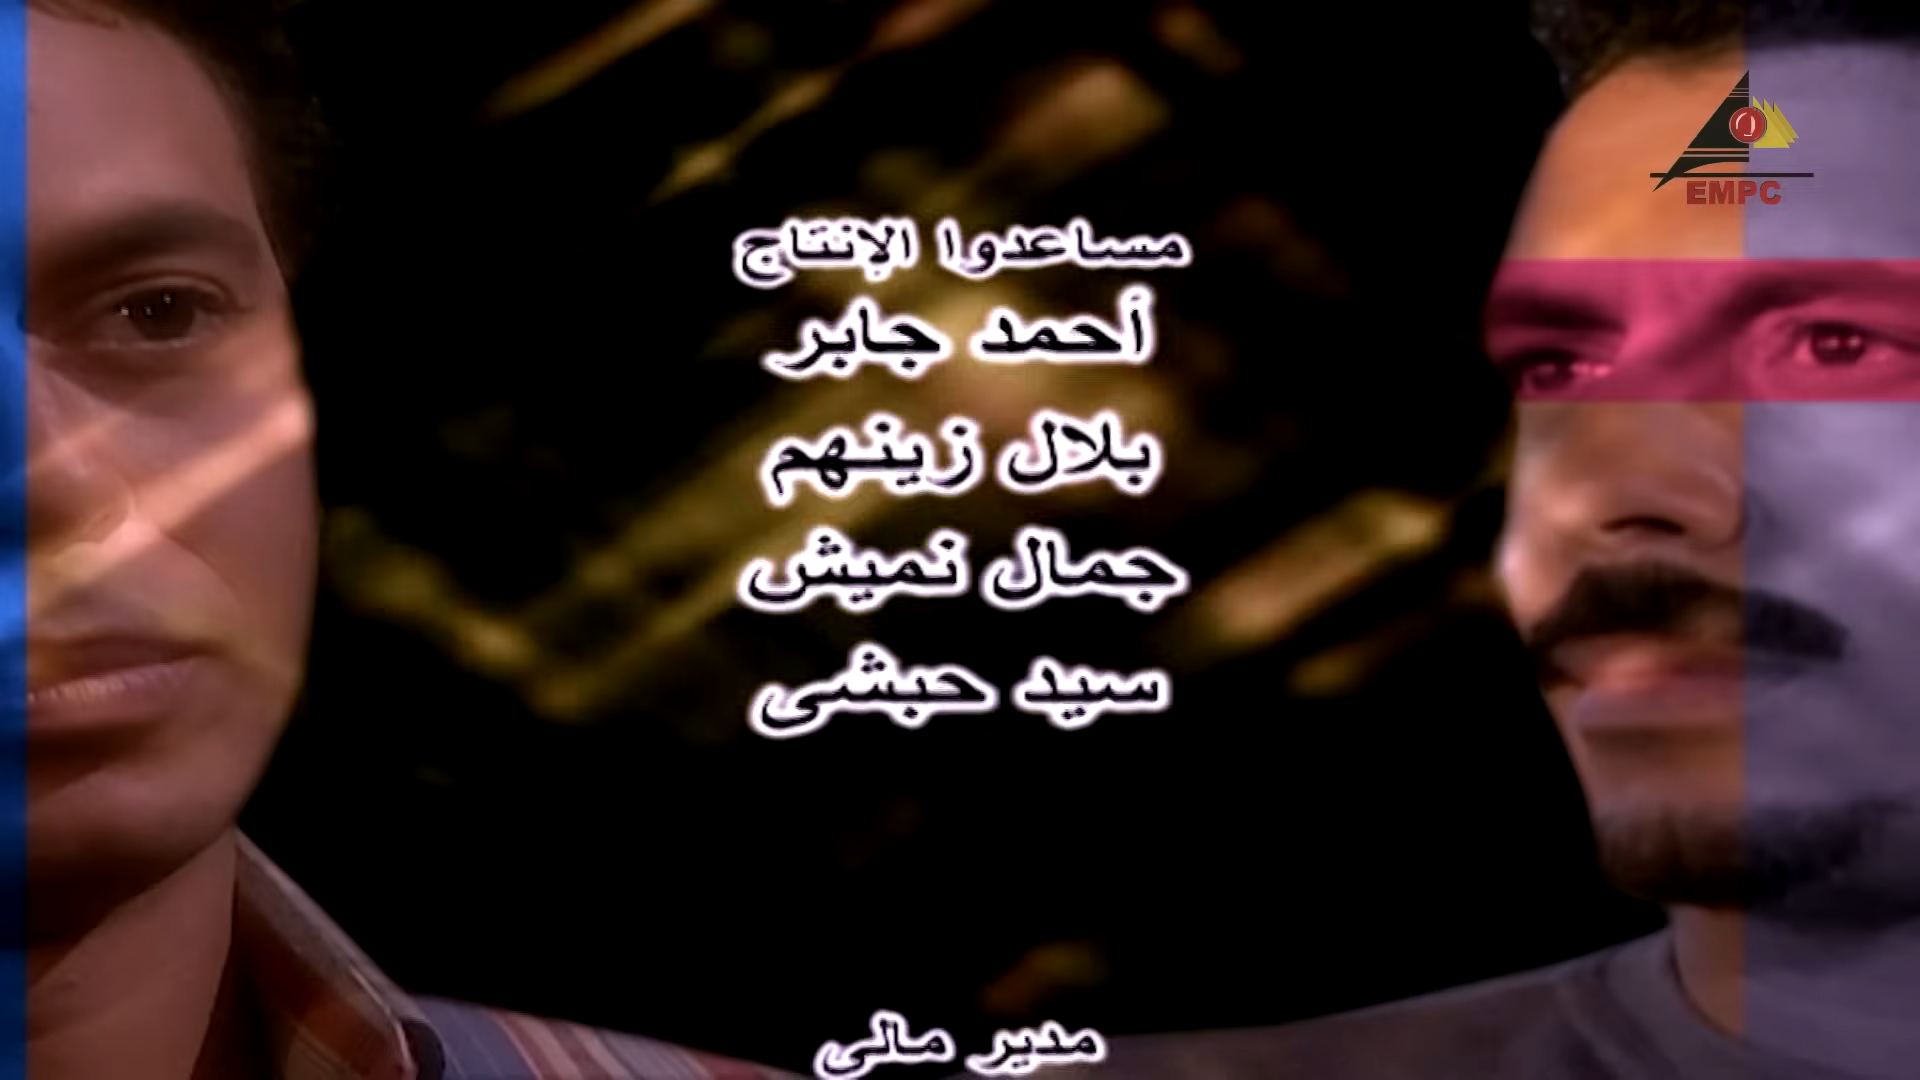 EMPC
مساعدوا الإنتاج
أحمد جابر
بلال زينهم
جمال نميش
سيد حبشى
مدير مالى